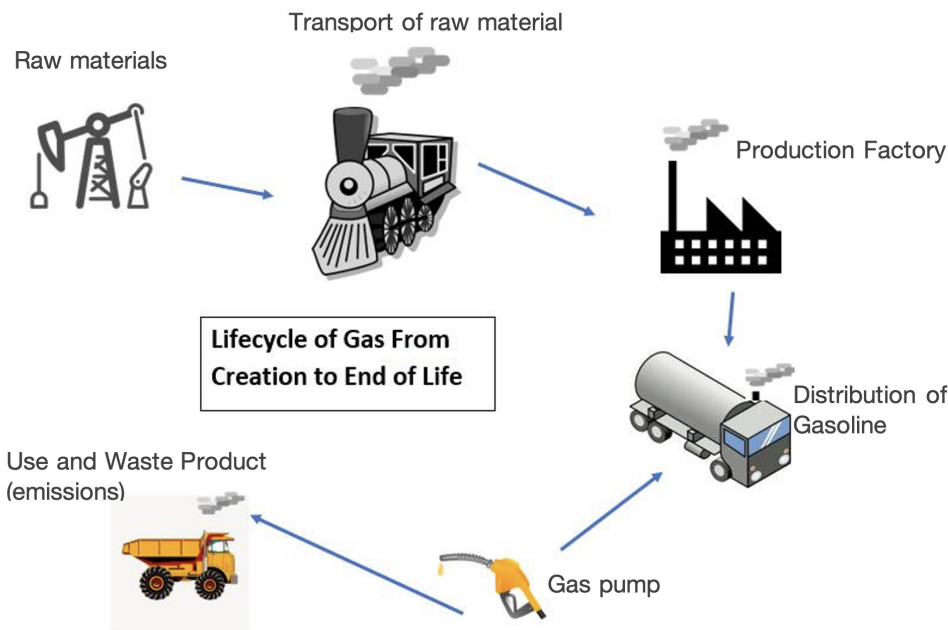 Transport of raw material
Raw materials
Production Factory
Lifecycle of Gas From
Creation to End of Life
Distribution of
Gasoline
Use and Waste Product
(emissions)
Gas pump